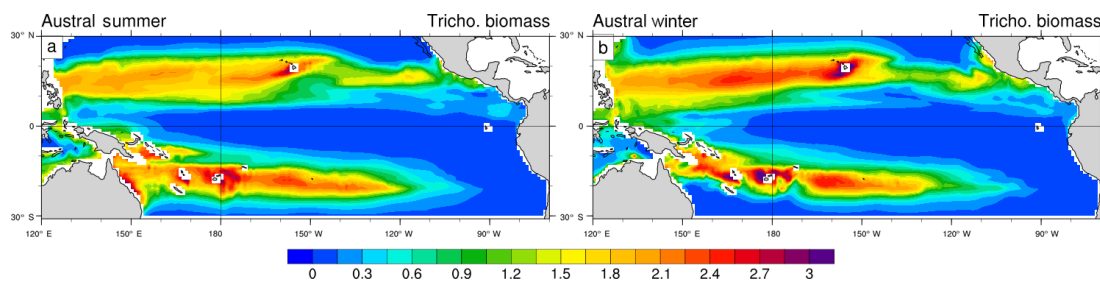 Austral summer Tricho. biomass Austral winter Tricho. biomass
30° N a 30° N b
0 0
30° S 30° S
120° E 150° E 180 150° W 120° W 90° W 120° E 150° E 180 150° W 120° W 90° W
0 0.3 0.6 0.9 1.2 1.5 1.8 2.1 2.4 2.7 3